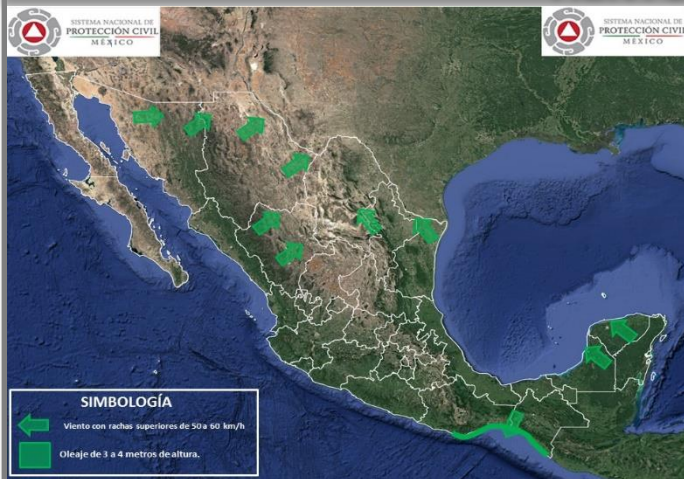 SISTEMA NACIONAL DE
PROTECCIÓN CIVIL
MÉXICO
SISTEMA NACIONAL DE
PROTECCIÓN CIVIL
MÉXICO
SIMBOLOGÍA
Viento con rachas superiores de 50 a 60 km/h
Oleaje de 3 a 4 metros de altura.